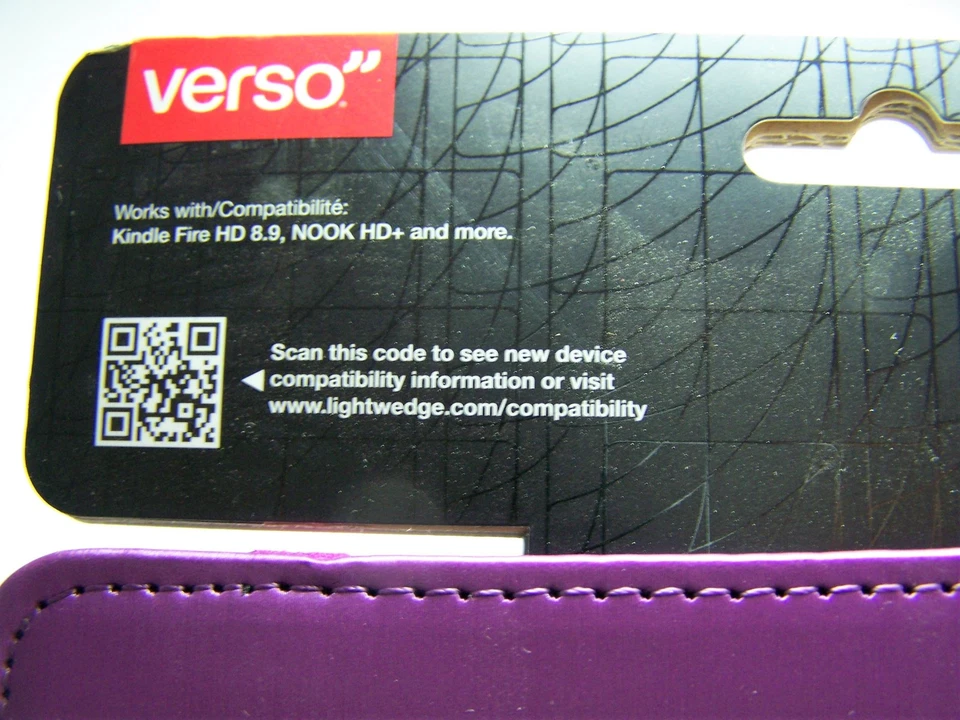 verso”
Works with/Compatibilité:
Kindle Fire HD 8.9, NOOK HD+ and more.
Scan this code to see new device
compatibility information or visit
www.lightwedge.com/compatibility